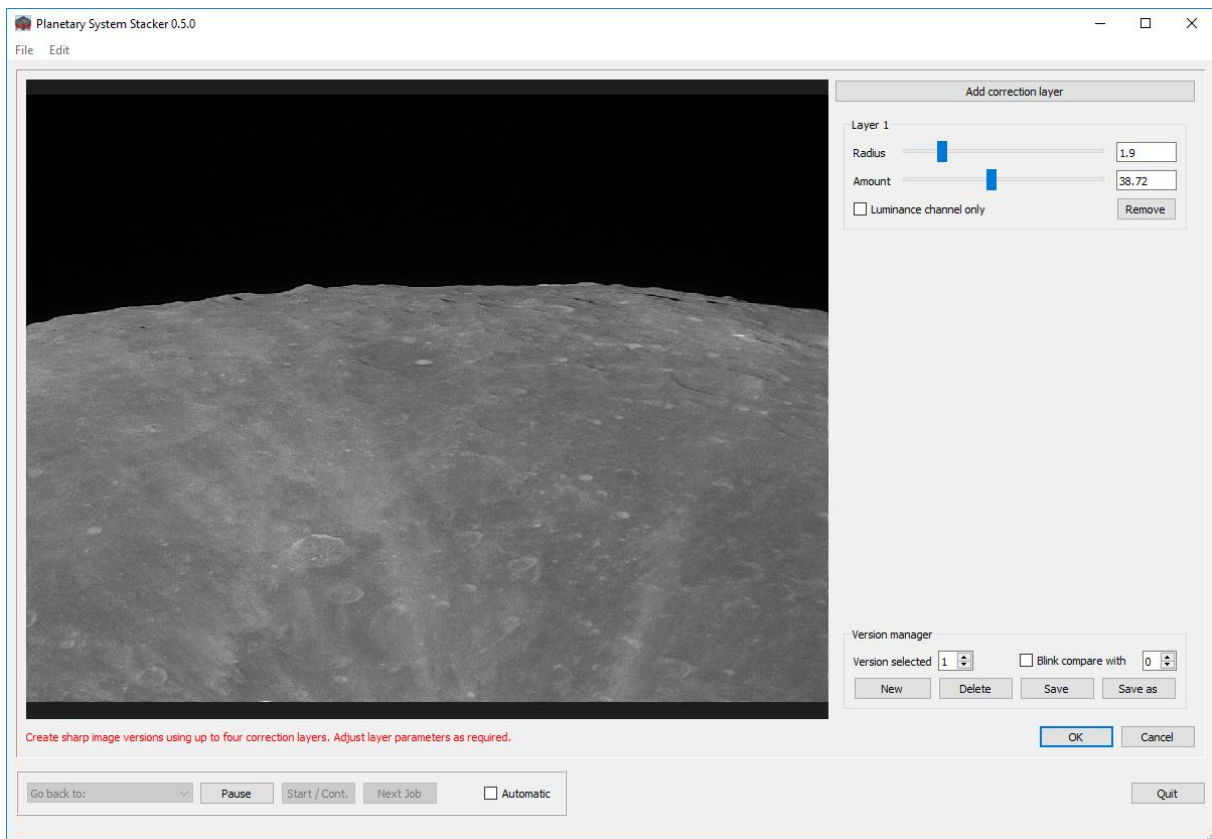 Planetary System Stacker 0.5.0
File Edit
Add correction layer
Layer 1
Radius 1.9
Amount 38.72
Luminance channel only Remove
Version manager
Version selected 1 Blink compare with 0
New Delete Save Save as
Create sharp image versions using up to four correction layers. Adjust layer parameters as required.
OK Cancel
Go back to: Pause Start / Cont. Next Job Automatic Quit